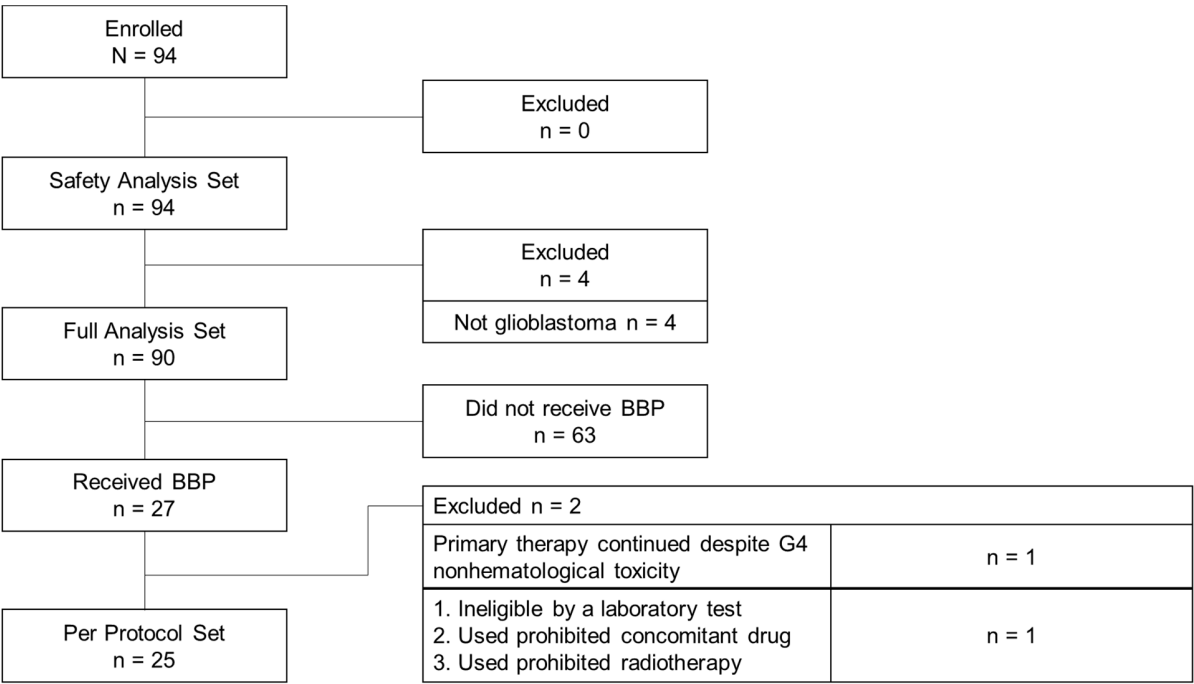 Enrolled
N = 94
Excluded
n = 0
Safety Analysis Set
n = 94
Excluded
n = 4
Not glioblastoma n = 4
Full Analysis Set
n = 90
Did not receive BBP
n = 63
Received BBP
n = 27
Excluded n = 2
Primary therapy continued despite G4
nonhematological toxicity
n = 1
1. Ineligible by a laboratory test
2. Used prohibited concomitant drug
3. Used prohibited radiotherapy
n = 1
Per Protocol Set
n = 25